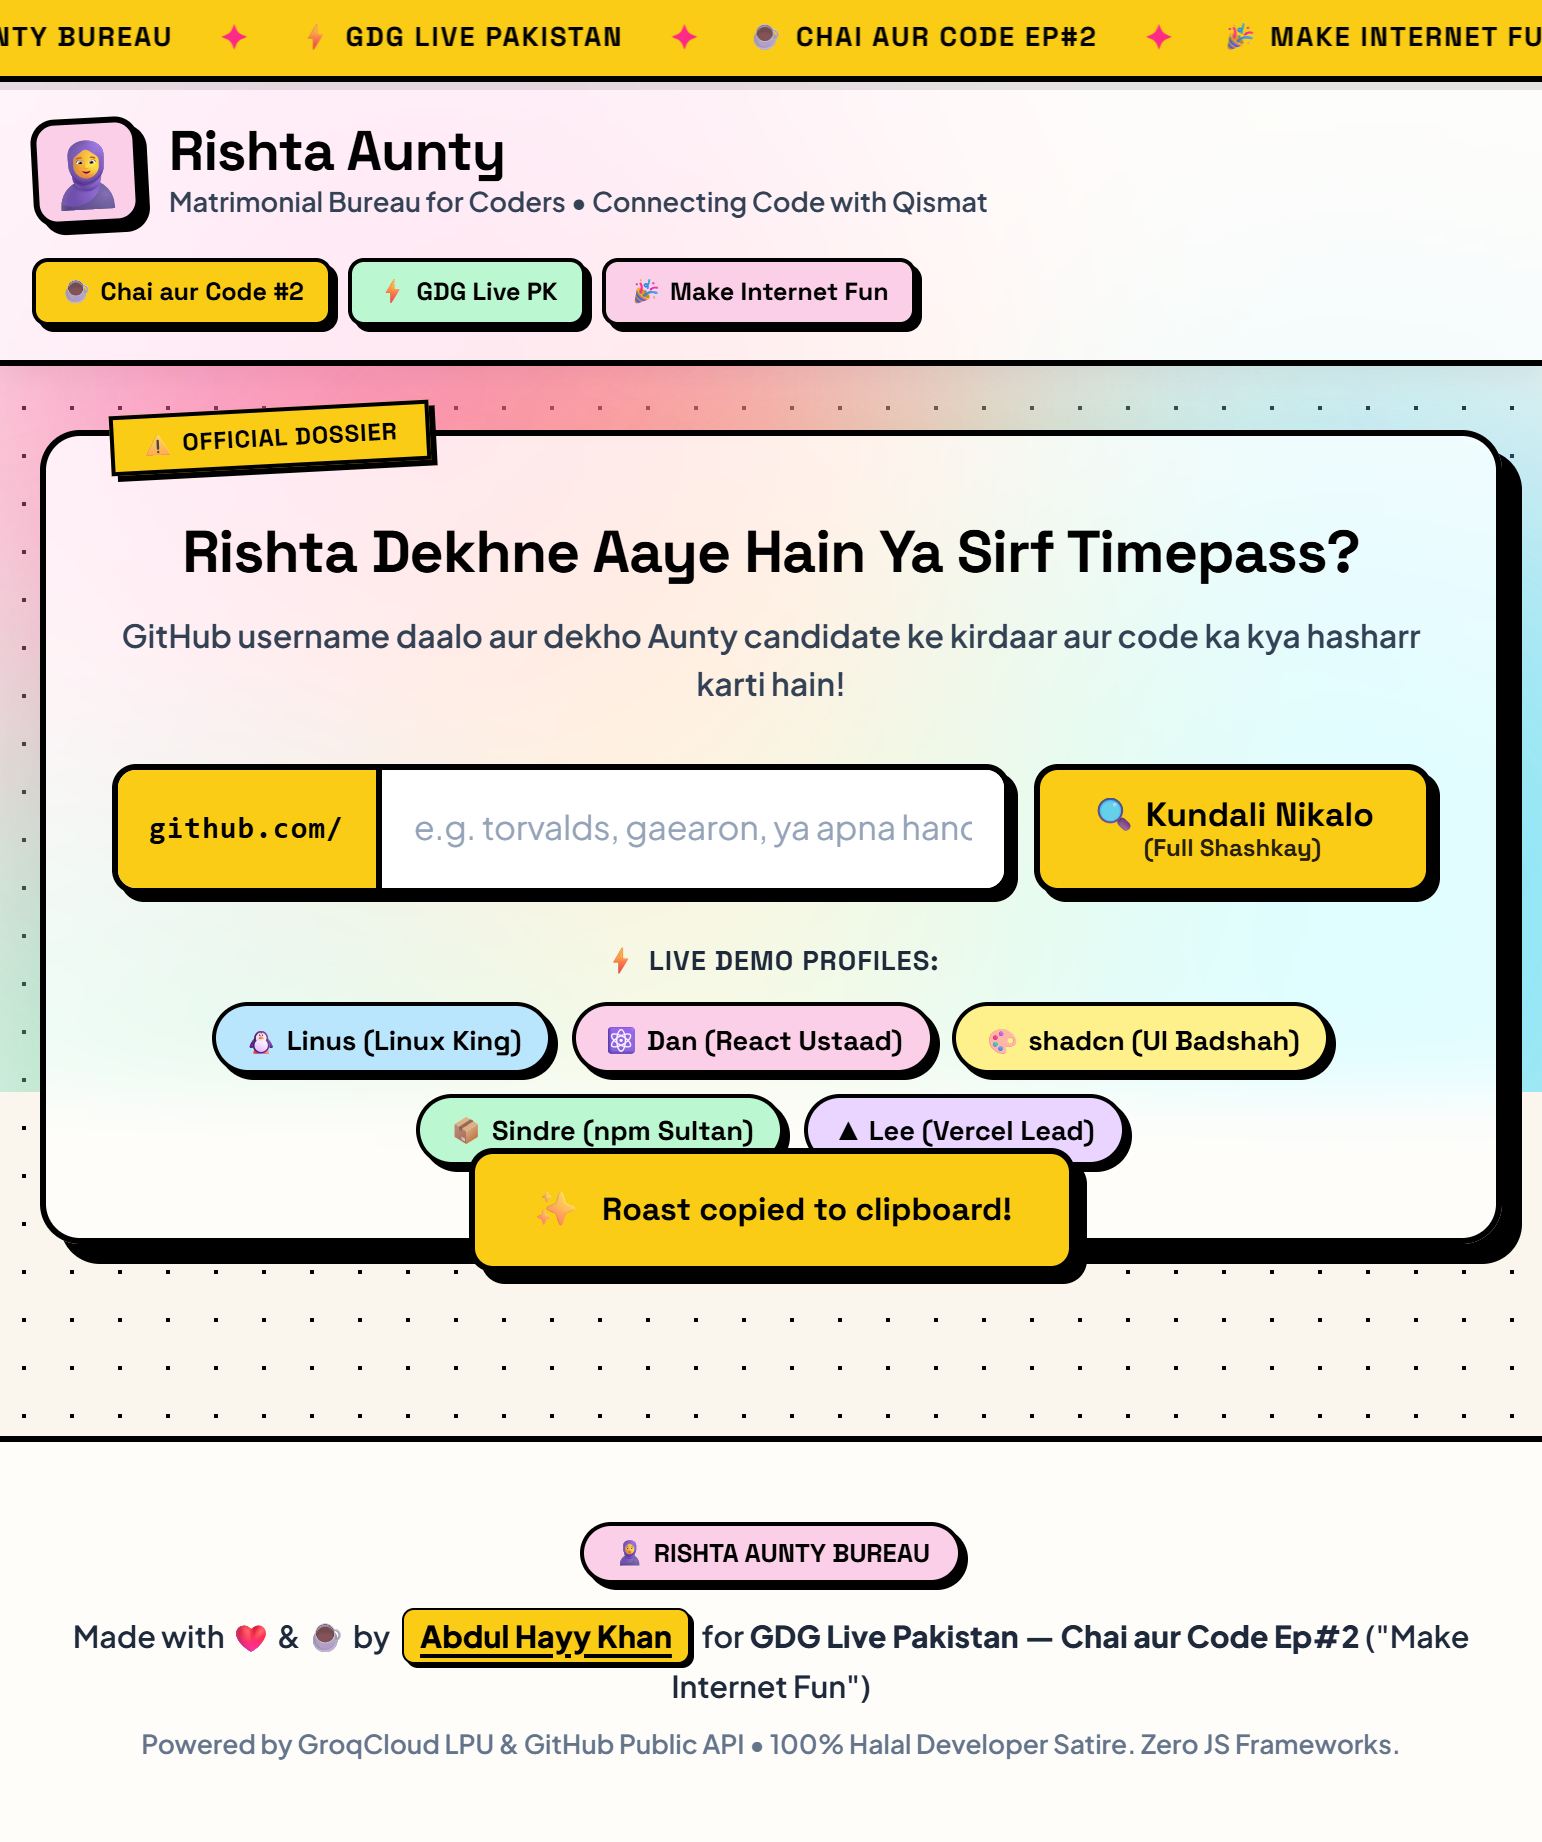 NTY BUREAU ✦ ⚡ GDG LIVE PAKISTAN ✦ ☕ CHAI AUR CODE EP#2 ✦ 🎉 MAKE INTERNET FU
Rishta Aunty
Matrimonial Bureau for Coders • Connecting Code with Qismat
☕ Chai aur Code #2
⚡ GDG Live PK
🎉 Make Internet Fun
⚠️ OFFICIAL DOSSIER
Rishta Dekhne Aaye Hain Ya Sirf Timepass?
GitHub username daalo aur dekho Aunty candidate ke kirdaar aur code ka kya hasharr
karti hain!
github.com/
e.g. torvalds, gaearon, ya apna hanc
🔍 Kundali Nikalo
(Full Shashkay)
⚡ LIVE DEMO PROFILES:
🐧 Linus (Linux King)
⚛️ Dan (React Ustaad)
🎨 shadcn (UI Badshah)
📦 Sindre (npm Sultan)
▲ Lee (Vercel Lead)
✨ Roast copied to clipboard!
🧕 RISHTA AUNTY BUREAU
Made with ❤️ & ☕ by Abdul Hayy Khan for GDG Live Pakistan — Chai aur Code Ep#2 ("Make
Internet Fun")
Powered by GroqCloud LPU & GitHub Public API • 100% Halal Developer Satire. Zero JS Frameworks.